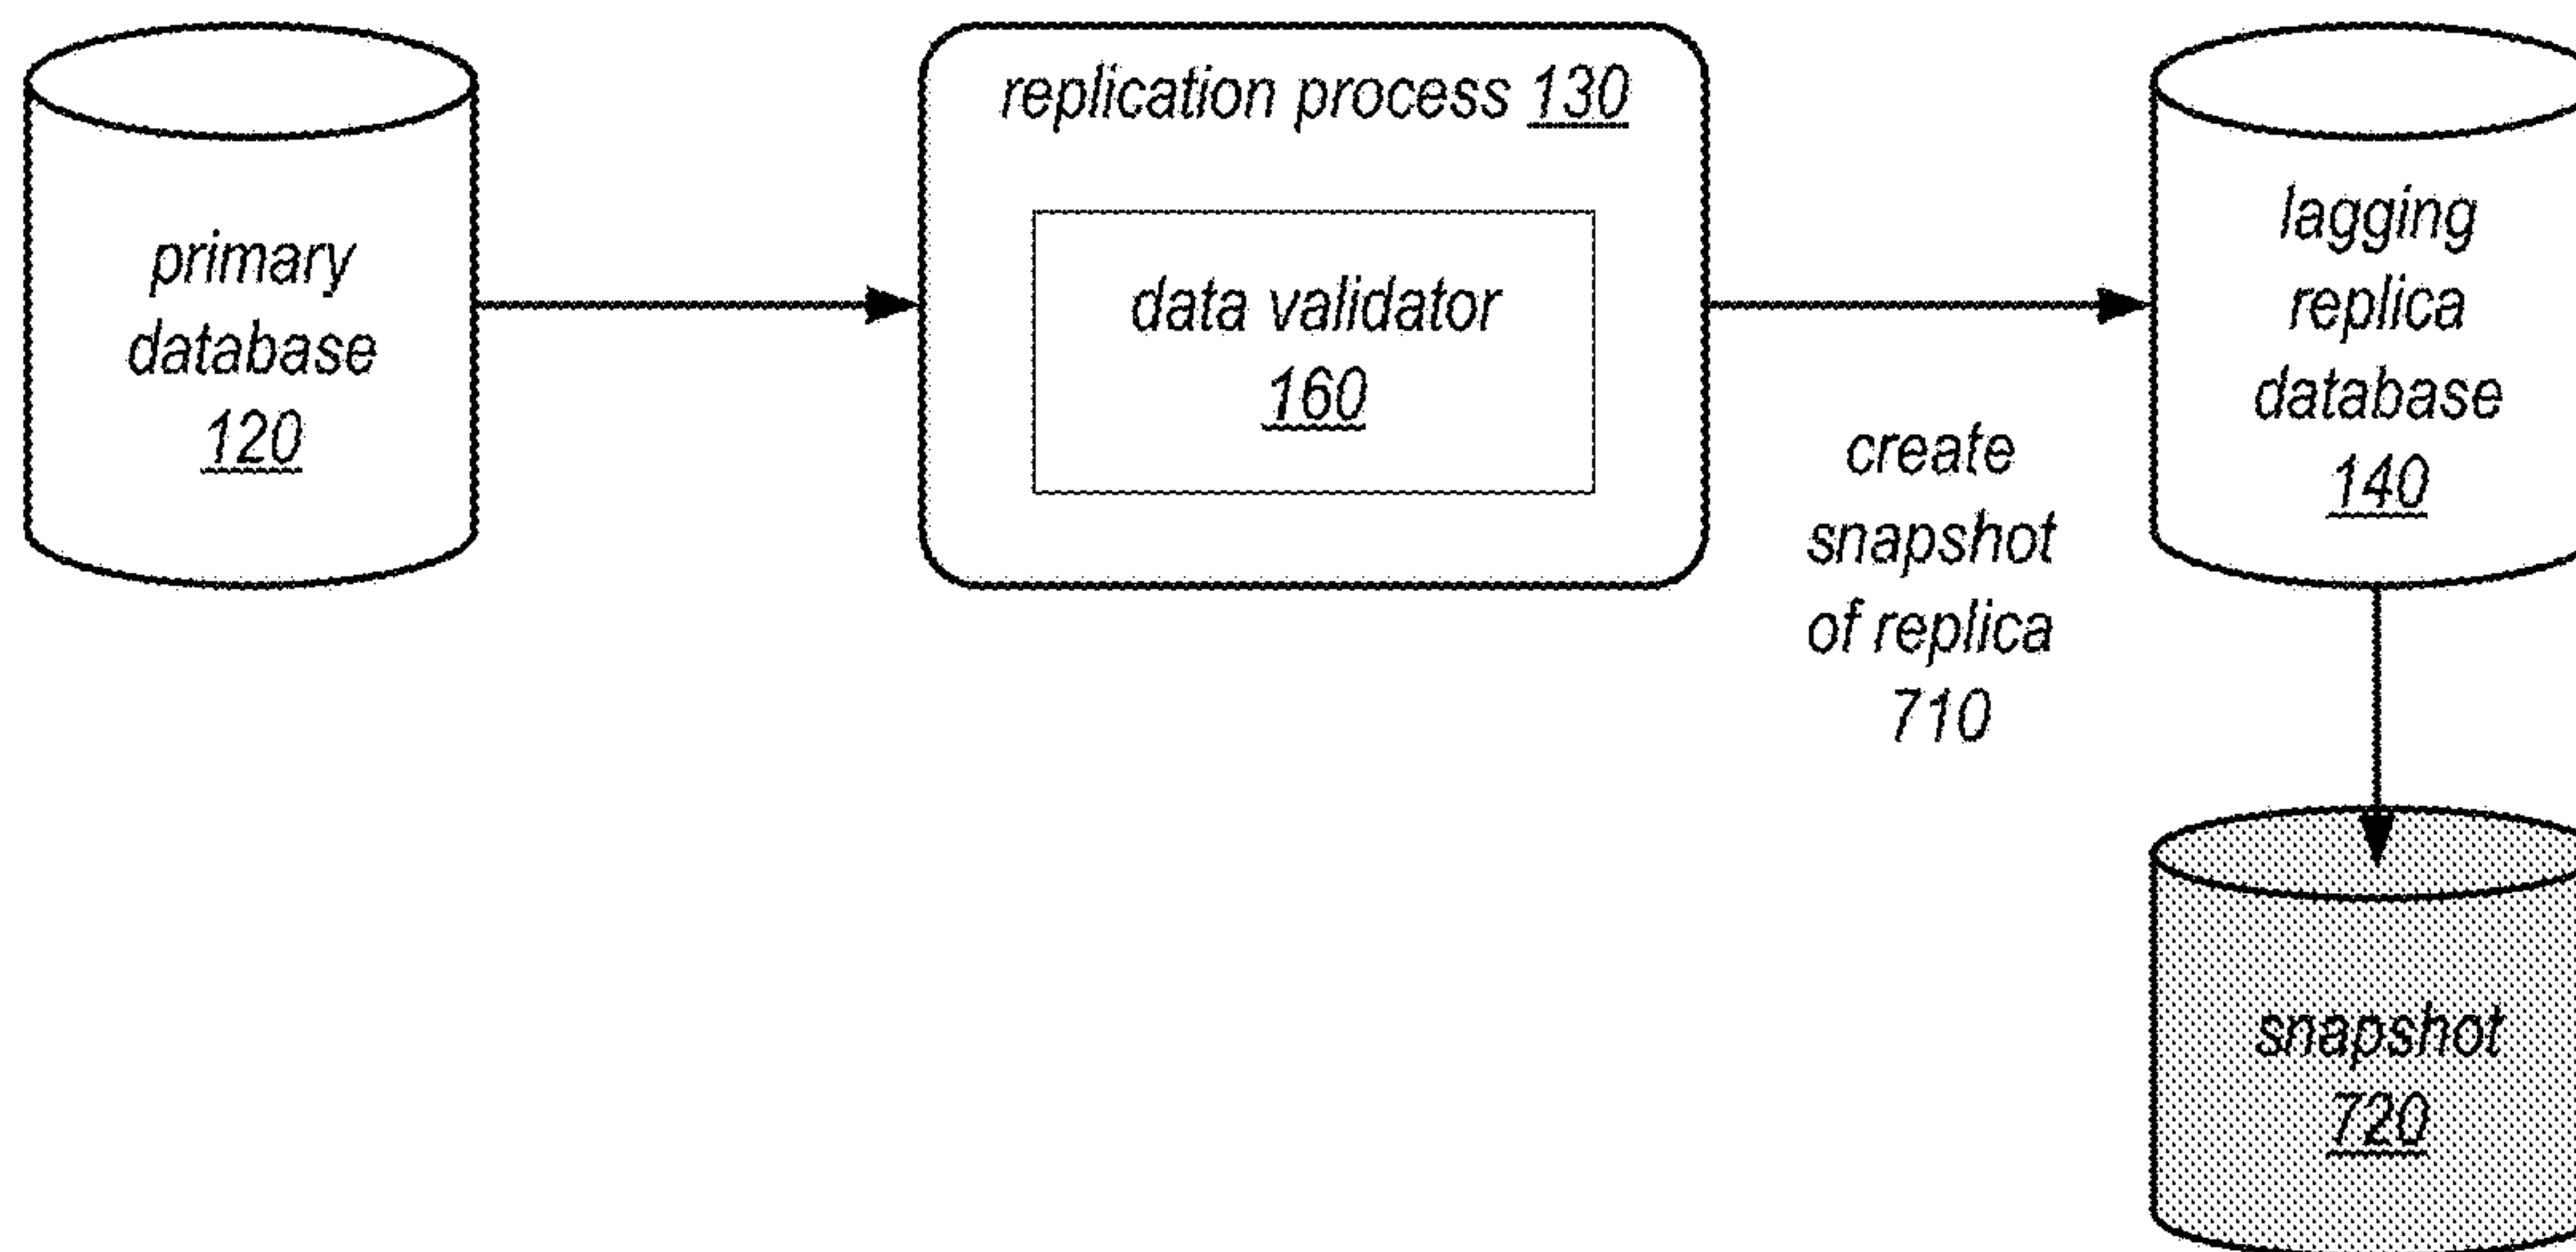 primary
database
120
replication process 130
data validator
160
create
snapshot
of replica
710
lagging
replica
database
140
snapshot
720